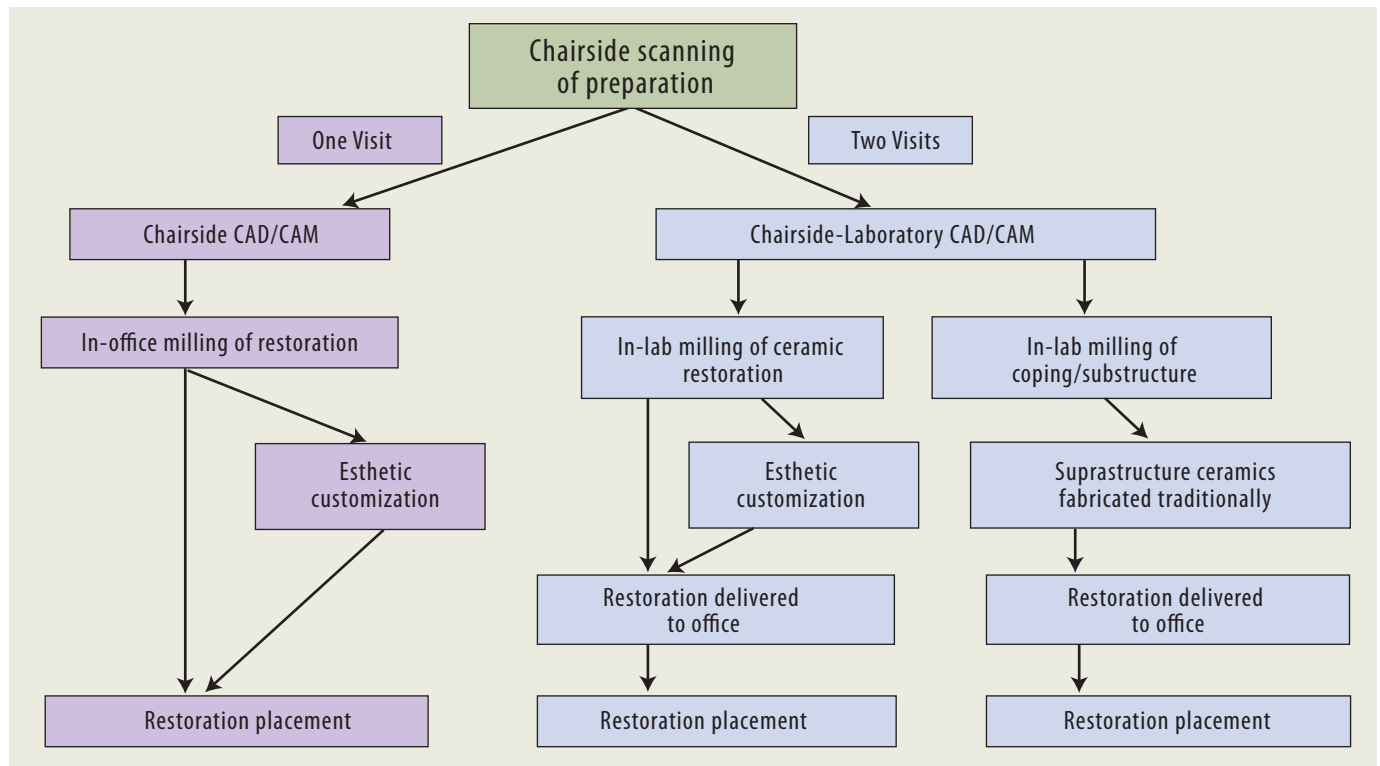 Chairside scanning
of preparation
One Visit
Two Visits
Chairside CAD/CAM
Chairside-Laboratory CAD/CAM
In-office milling of restoration
In-lab milling of ceramic
restoration
In-lab milling of
coping/substructure
Esthetic
customization
Esthetic
customization
Suprastructure ceramics
fabricated traditionally
Restoration delivered
to office
Restoration delivered
to office
Restoration placement
Restoration placement
Restoration placement